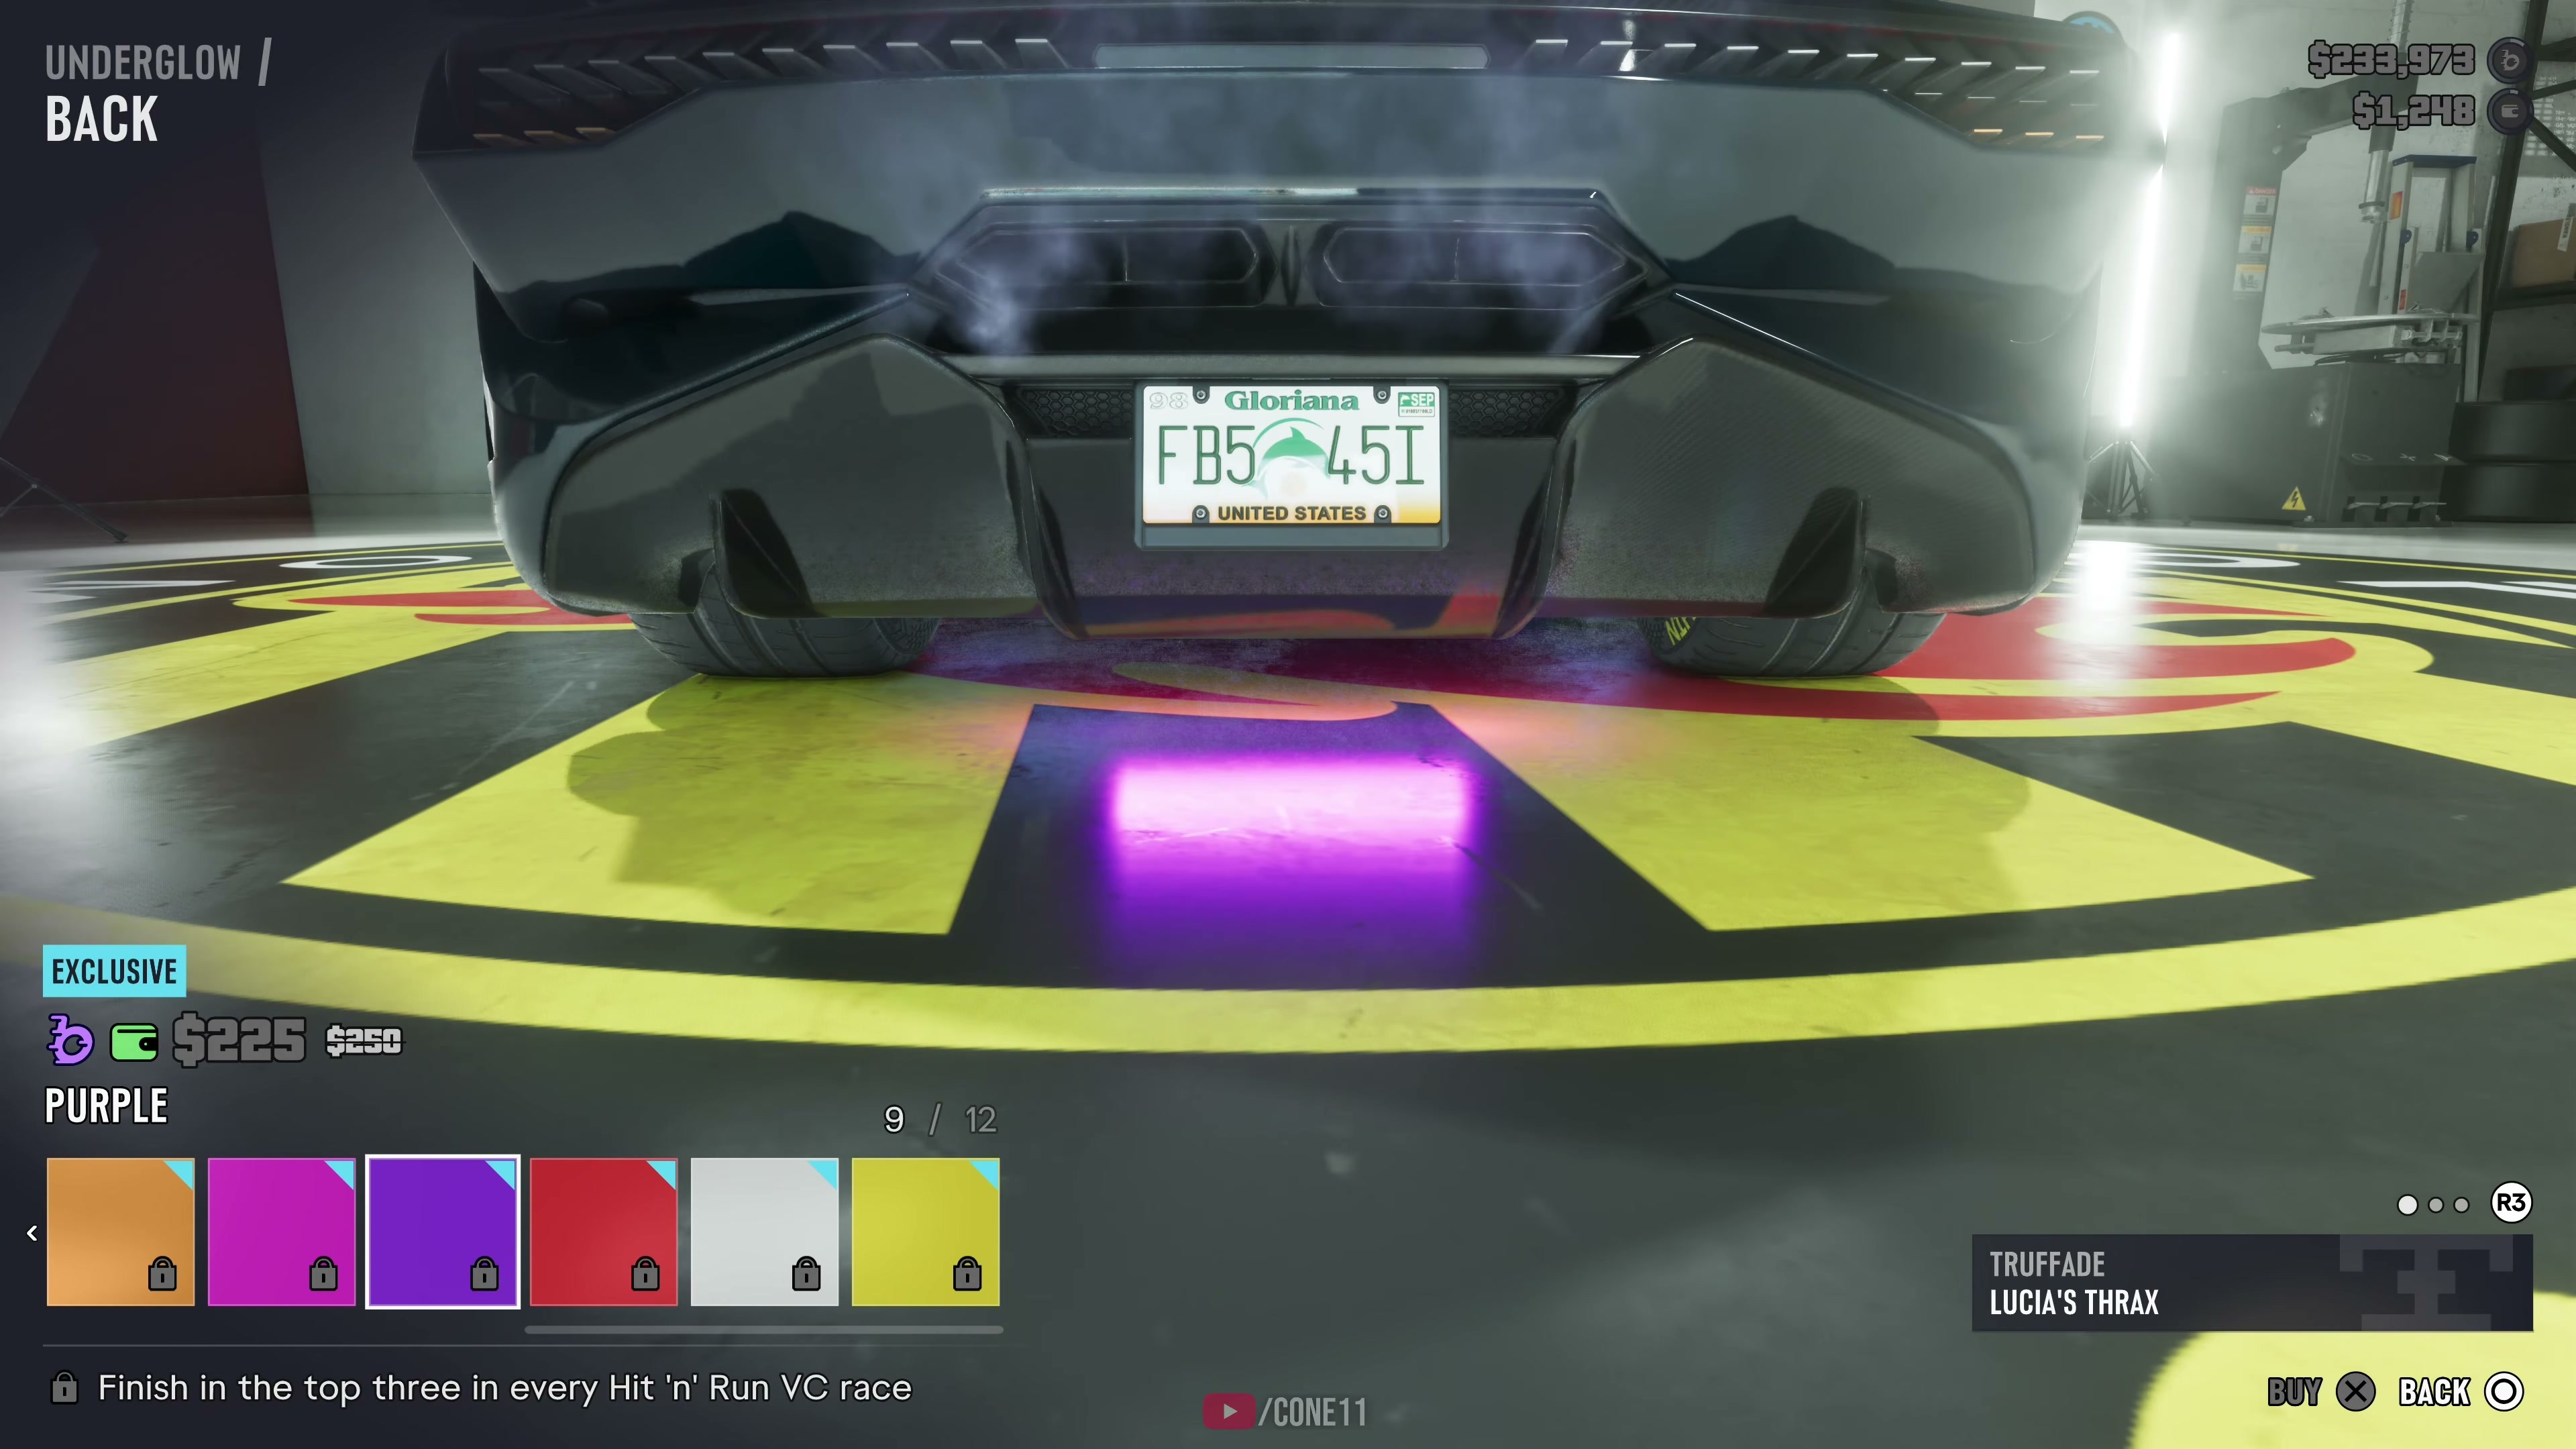 UNDERGLOW /
BACK
$233,973
$1,248
98 Gloriana SEP
FB5 45I
UNITED STATES
EXCLUSIVE
$225 $250
PURPLE
9 / 12
R3
TRUFFADE
LUCIA'S THRAX
Finish in the top three in every Hit 'n' Run VC race
/CONE11
BUY BACK